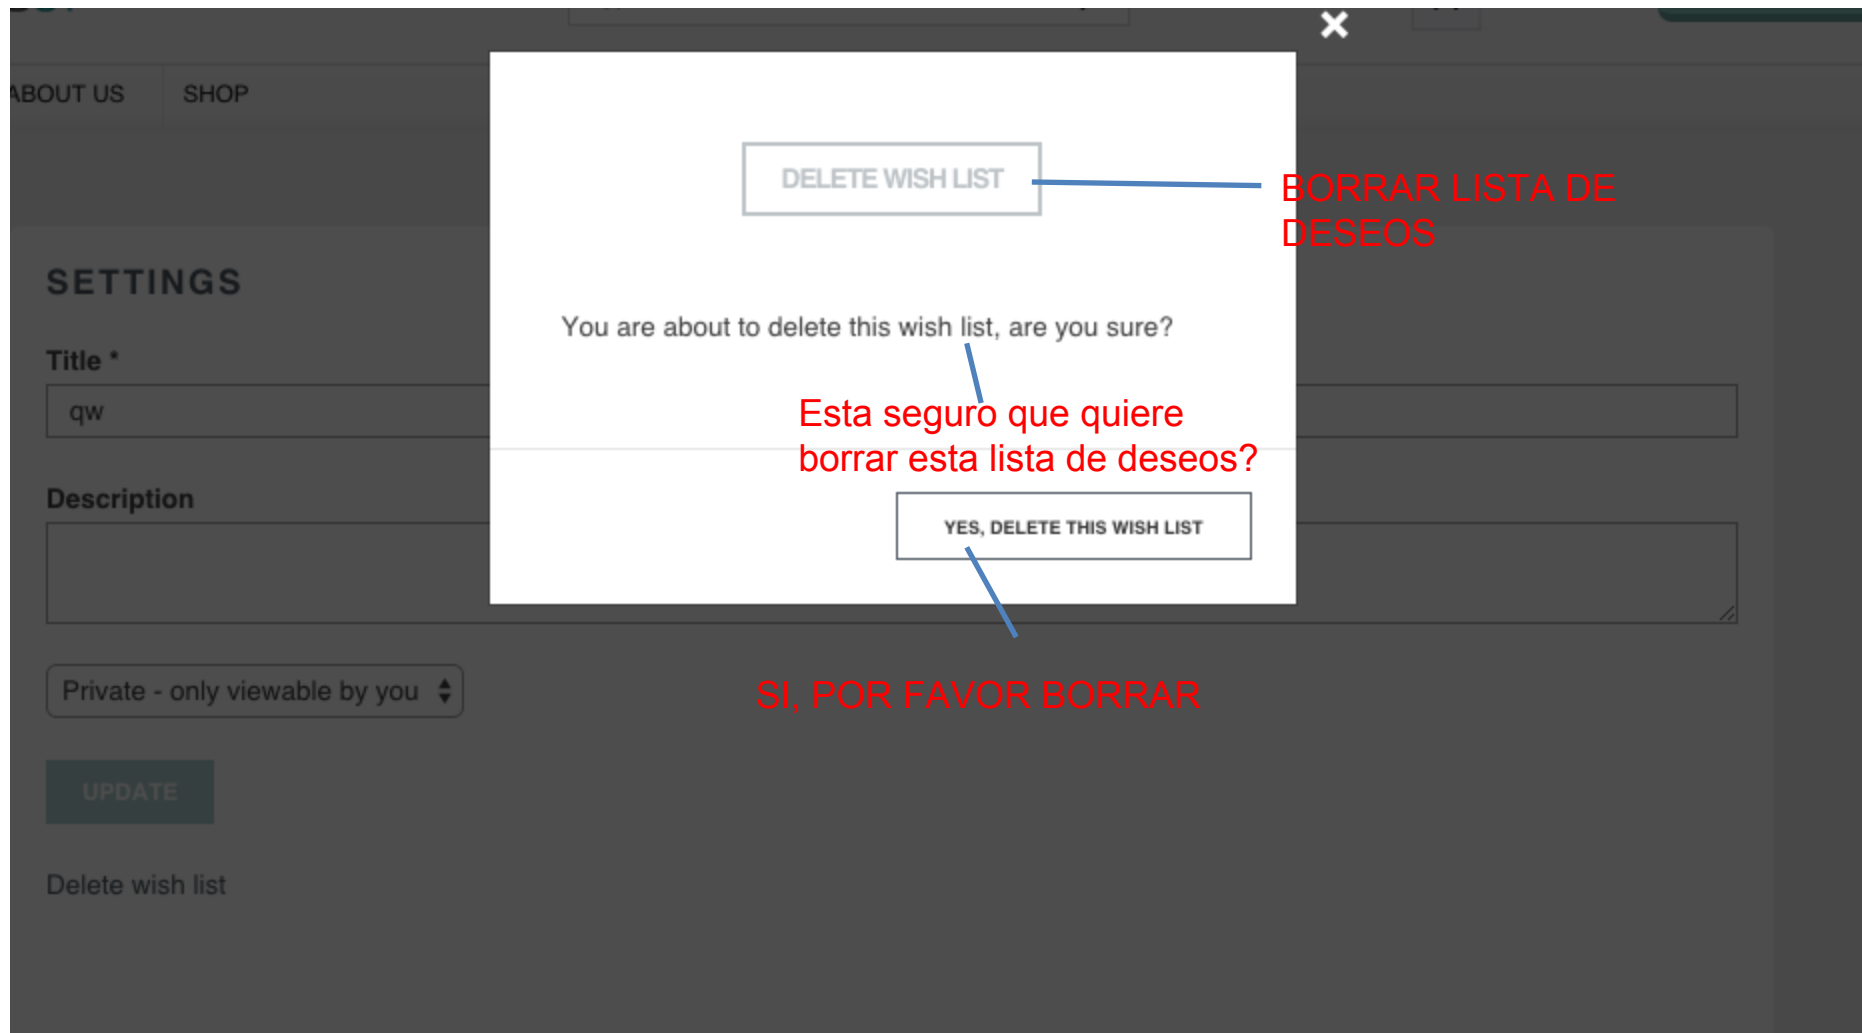 ABOUT US
SHOP
DELETE WISH LIST
BORRAR LISTA DE
DESEOS
SETTINGS
You are about to delete this wish list, are you sure?
Title *
qw
Esta seguro que quiere
borrar esta lista de deseos?
Description
YES, DELETE THIS WISH LIST
Private - only viewable by you
SI, POR FAVOR BORRAR
UPDATE
Delete wish list